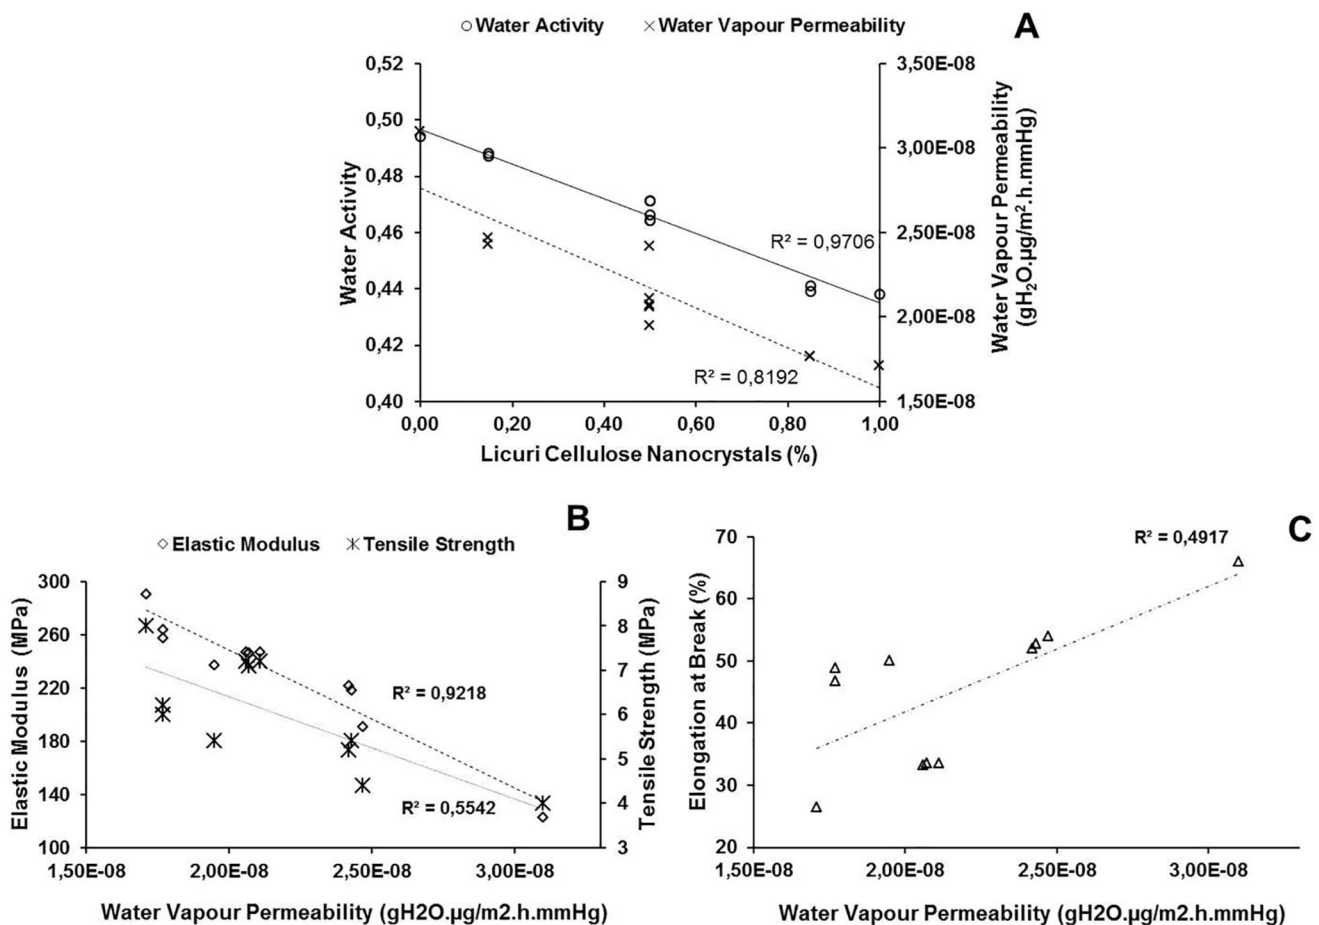 Water Activity Water Vapour Permeability
A
0,52
0,50
0,48
0,46
0,44
0,42
0,40
Water Activity
3,50E-08
3,00E-08
2,50E-08
2,00E-08
1,50E-08
Water Vapour Permeability
(gH₂O.µg/m².h.mmHg)
R² = 0,9706
R² = 0,8192
0,00 0,20 0,40 0,60 0,80 1,00
Licuri Cellulose Nanocrystals (%)
B
Elastic Modulus Tensile Strength
300
260
220
180
140
100
Elastic Modulus (MPa)
9
8
7
6
5
4
3
Tensile Strength (MPa)
R² = 0,9218
R² = 0,5542
1,50E-08 2,00E-08 2,50E-08 3,00E-08
Water Vapour Permeability (gH2O.µg/m2.h.mmHg)
C
R² = 0,4917
70
60
50
40
30
20
Elongation at Break (%)
1,50E-08 2,00E-08 2,50E-08 3,00E-08
Water Vapour Permeability (gH2O.µg/m2.h.mmHg)